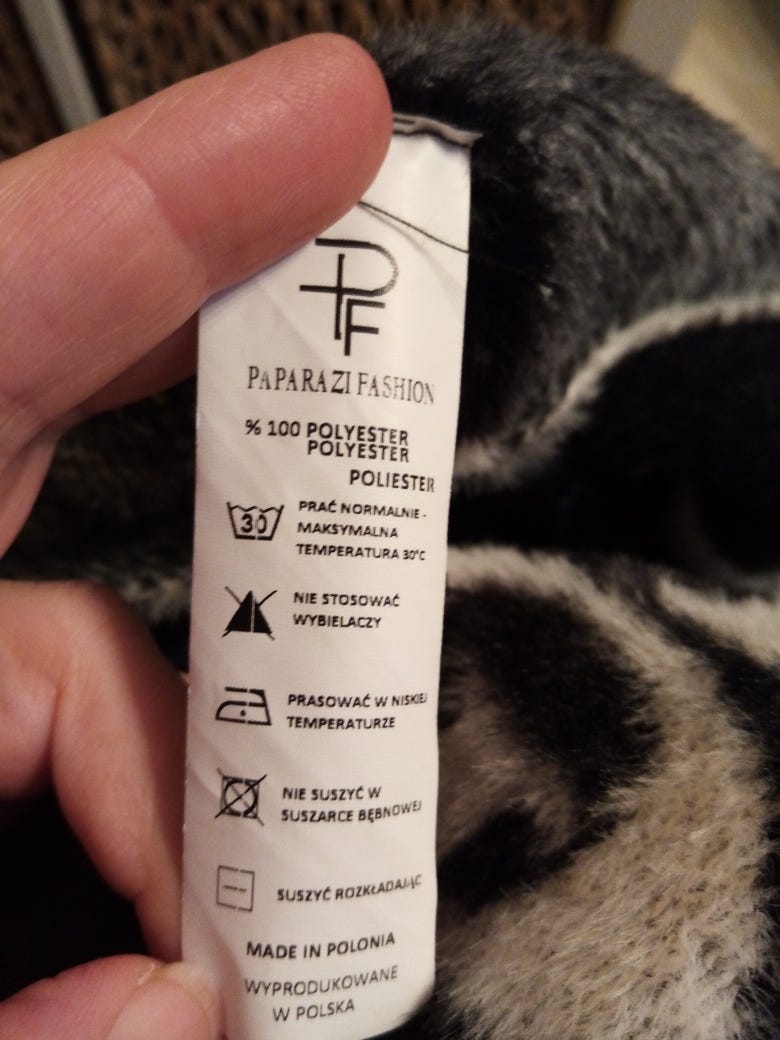 PF
PAPARAZI FASHION
% 100 POLYESTER
POLYESTER
POLIESTER
30
PRAĆ NORMALNIE -
MAKSYMALNA
TEMPERATURA 30°C
NIE STOSOWAĆ
WYBIELACZY
PRASOWAĆ W NISKIEJ
TEMPERATURZE
NIE SUSZYĆ W
SUSZARCE BĘBNOWEJ
SUSZYĆ ROZKŁADAJĄC
MADE IN POLONIA
WYPRODUKOWANE
W POLSKA